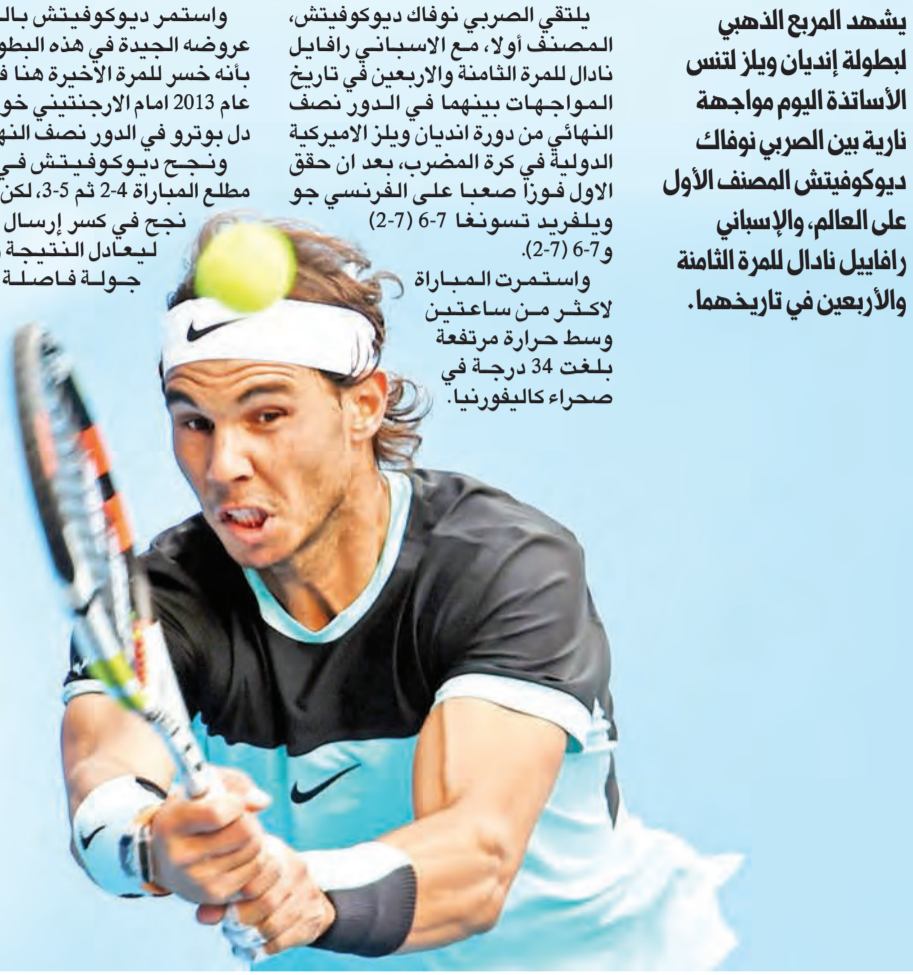 يشهد المربع الذهبي
لبطولة إنديان ويلز لتنس
الأساتذة اليوم مواجهة
نارية بين الصربي نوفاك
ديوكوفيتش المصنف الأول
على العالم، والإسباني
رافاييل نادال للمرة الثامنة
والأربعين في تاريخهما.
يلتقي الصربي نوفاك ديوكوفيتش،
المصنف أولا، مع الاسباني رافايل
نادال للمرة الثامنة والاربعين في تاريخ
المواجهات بينهما في الدور نصف
النهائي من دورة انديان ويلز الاميركية
الدولية في كرة المضرب، بعد ان حقق
الاول فوزا صعبا على الفرنسي جو
ويلفريد تسونغا 7-6 (7-2)
و7-6 (7-2).
واستمرت المباراة
لاكثر من ساعتين
وسط حرارة مرتفعة
بلغت 34 درجة في
صحراء كاليفورنيا.
واستمر ديوكوفيتش
عروضه الجيدة في هذه
بأنه خسر للمرة الاخيرة هنا
عام 2013 امام الارجنتيني
دل بوترو في الدور نصف
ونجح ديوكوفيتش في
مطلع المباراة 4-2 ثم 5-3، لكن
نجح في كسر إرسال
ليعادل النتيجة
جولة فاصلة